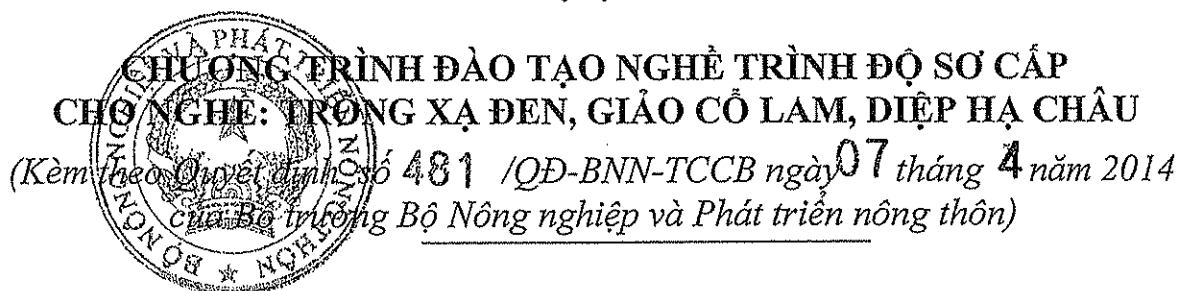 CHƯƠNG TRÌNH ĐÀO TẠO NGHỀ TRÌNH ĐỘ SƠ CẤP
CHO NGHỀ: TRỒNG XẠ ĐEN, GIẢO CỔ LAM, DIỆP HẠ CHÂU
(Kèm theo Quyết định số 481 /QĐ-BNN-TCCB ngày 07 tháng 4 năm 2014
của Bộ trưởng Bộ Nông nghiệp và Phát triển nông thôn)